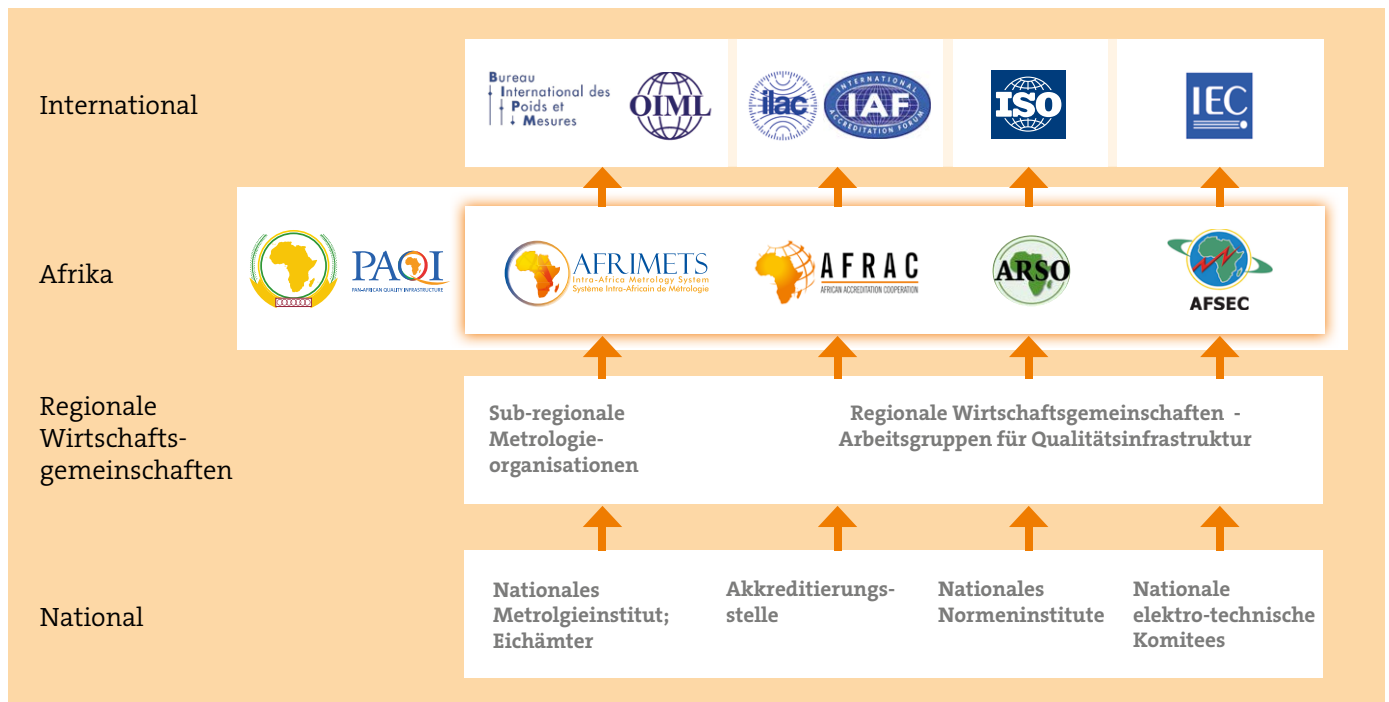 International
Bureau
International des
Poids et
Mesures
OIML
ilac
INTERNATIONAL
IAF
ACCREDITATION FORUM
ISO
IEC
Afrika
PAQI
PAN-AFRICAN QUALITY INFRASTRUCTURE
AFRIMETS
Intra-Africa Metrology System
Système Intra-Africain de Métrologie
AFRAC
AFRICAN ACCREDITATION COOPERATION
ARSO
AFSEC
Regionale
Wirtschafts-
gemeinschaften
Sub-regionale
Metrologie-
organisationen
Regionale Wirtschaftsgemeinschaften -
Arbeitsgruppen für Qualitätsinfrastruktur
National
Nationales
Metrolgieinstitut;
Eichämter
Akkreditierungs-
stelle
Nationales
Normeninstitute
Nationale
elektro-technische
Komitees